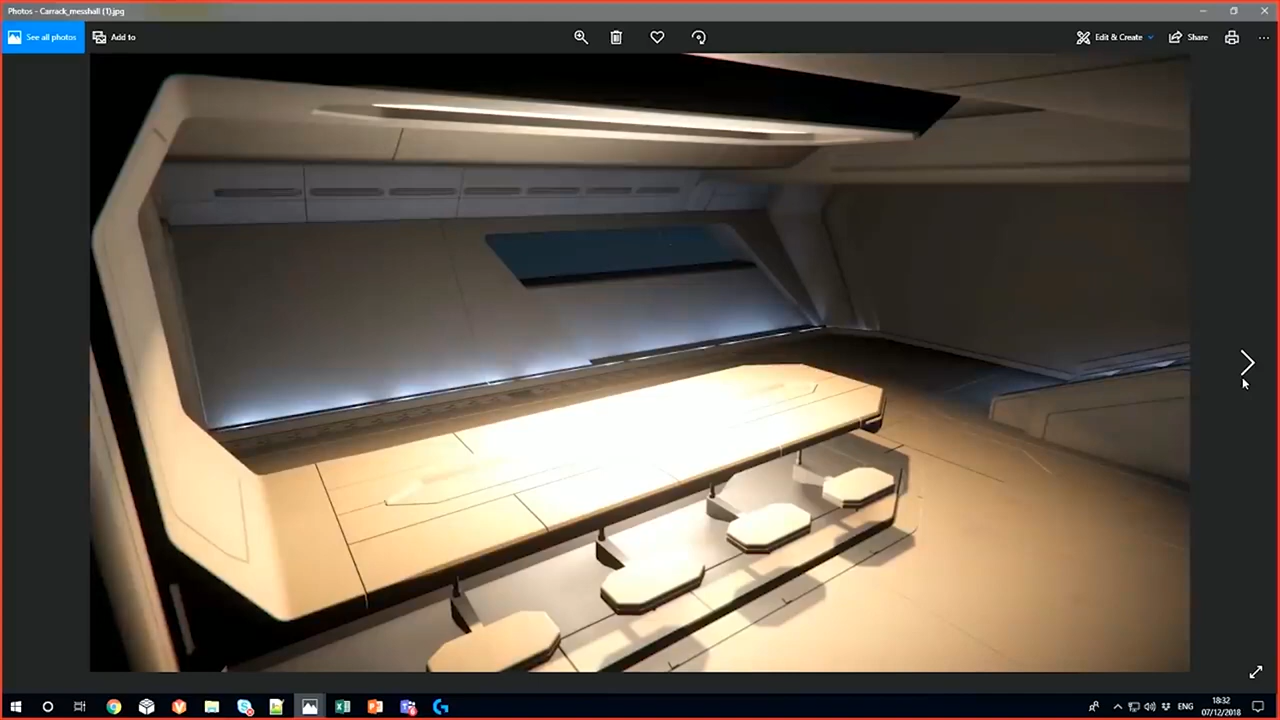 Photos - Carrack_messhall (1).jpg
See all photos
Add to
Edit & Create
Share
ENG
18:32
07/12/2018